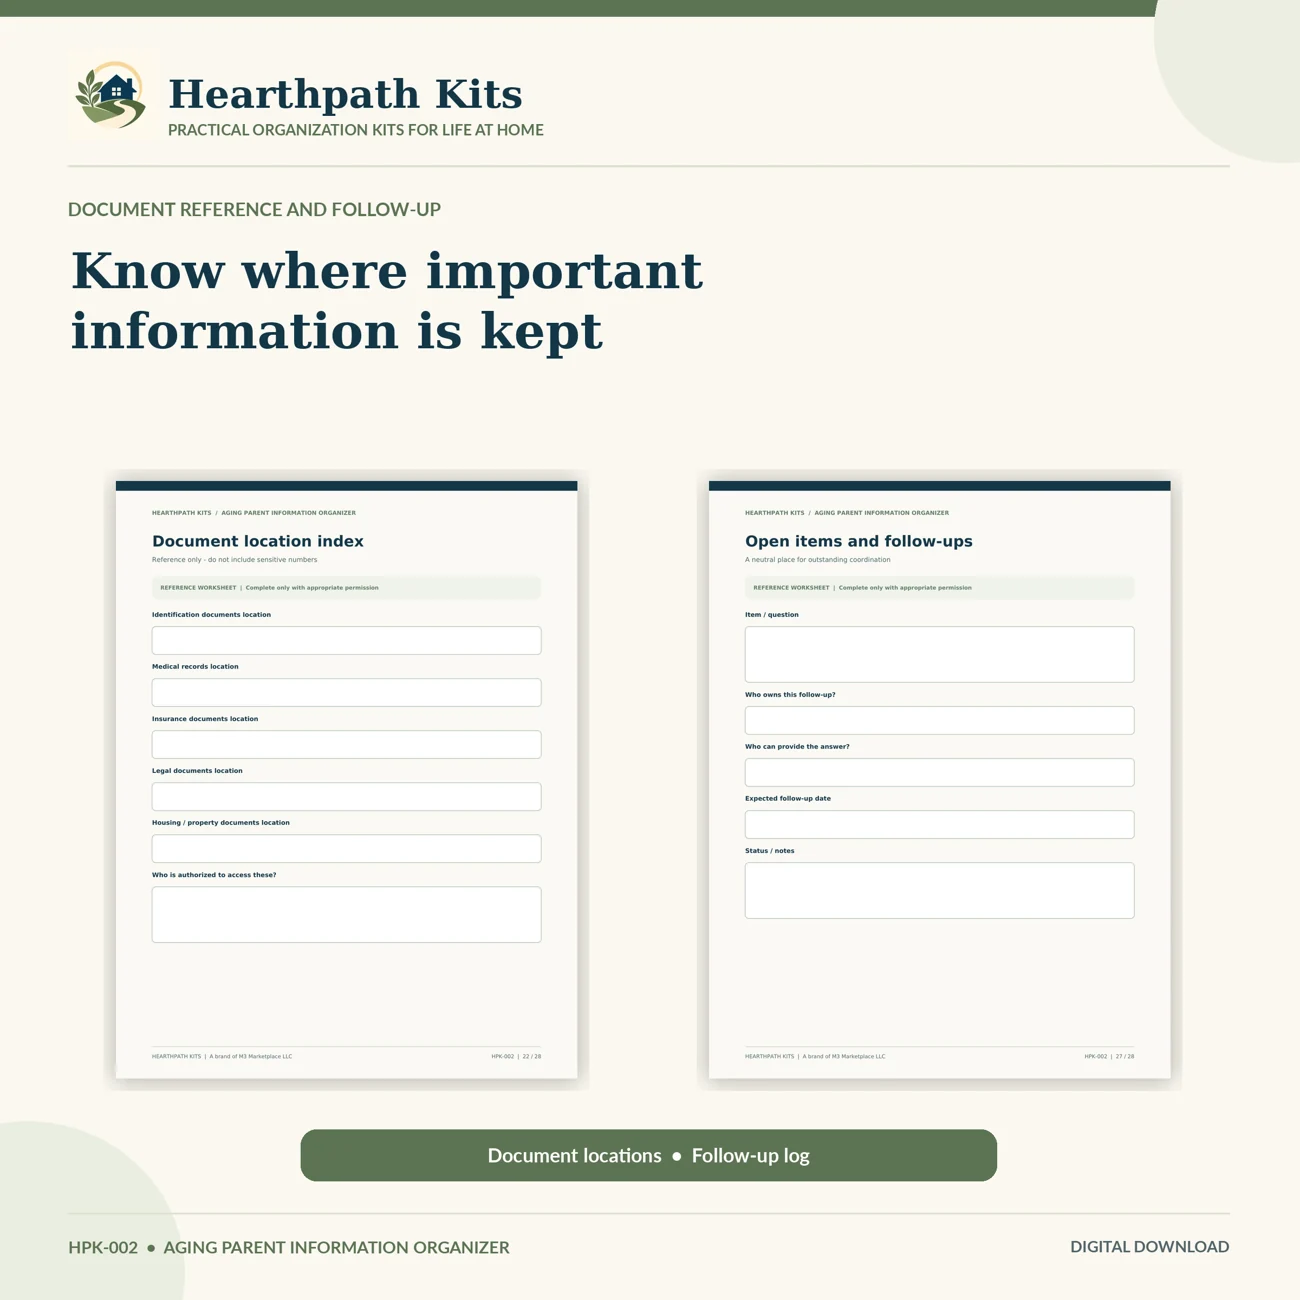 Hearthpath Kits
PRACTICAL ORGANIZATION KITS FOR LIFE AT HOME
DOCUMENT REFERENCE AND FOLLOW-UP
Know where important
information is kept
HEARTHPATH KITS / AGING PARENT INFORMATION ORGANIZER
Document location index
Reference only - do not include sensitive numbers
REFERENCE WORKSHEET | Complete only with appropriate permission
Identification documents location
Medical records location
Insurance documents location
Legal documents location
Housing / property documents location
Who is authorized to access these?
HEARTHPATH KITS | A brand of M3 Marketplace LLC
HPK-002 | 22 / 28
HEARTHPATH KITS / AGING PARENT INFORMATION ORGANIZER
Open items and follow-ups
A neutral place for outstanding coordination
REFERENCE WORKSHEET | Complete only with appropriate permission
Item / question
Who owns this follow-up?
Who can provide the answer?
Expected follow-up date
Status / notes
HEARTHPATH KITS | A brand of M3 Marketplace LLC
HPK-002 | 27 / 28
Document locations • Follow-up log
HPK-002 • AGING PARENT INFORMATION ORGANIZER
DIGITAL DOWNLOAD